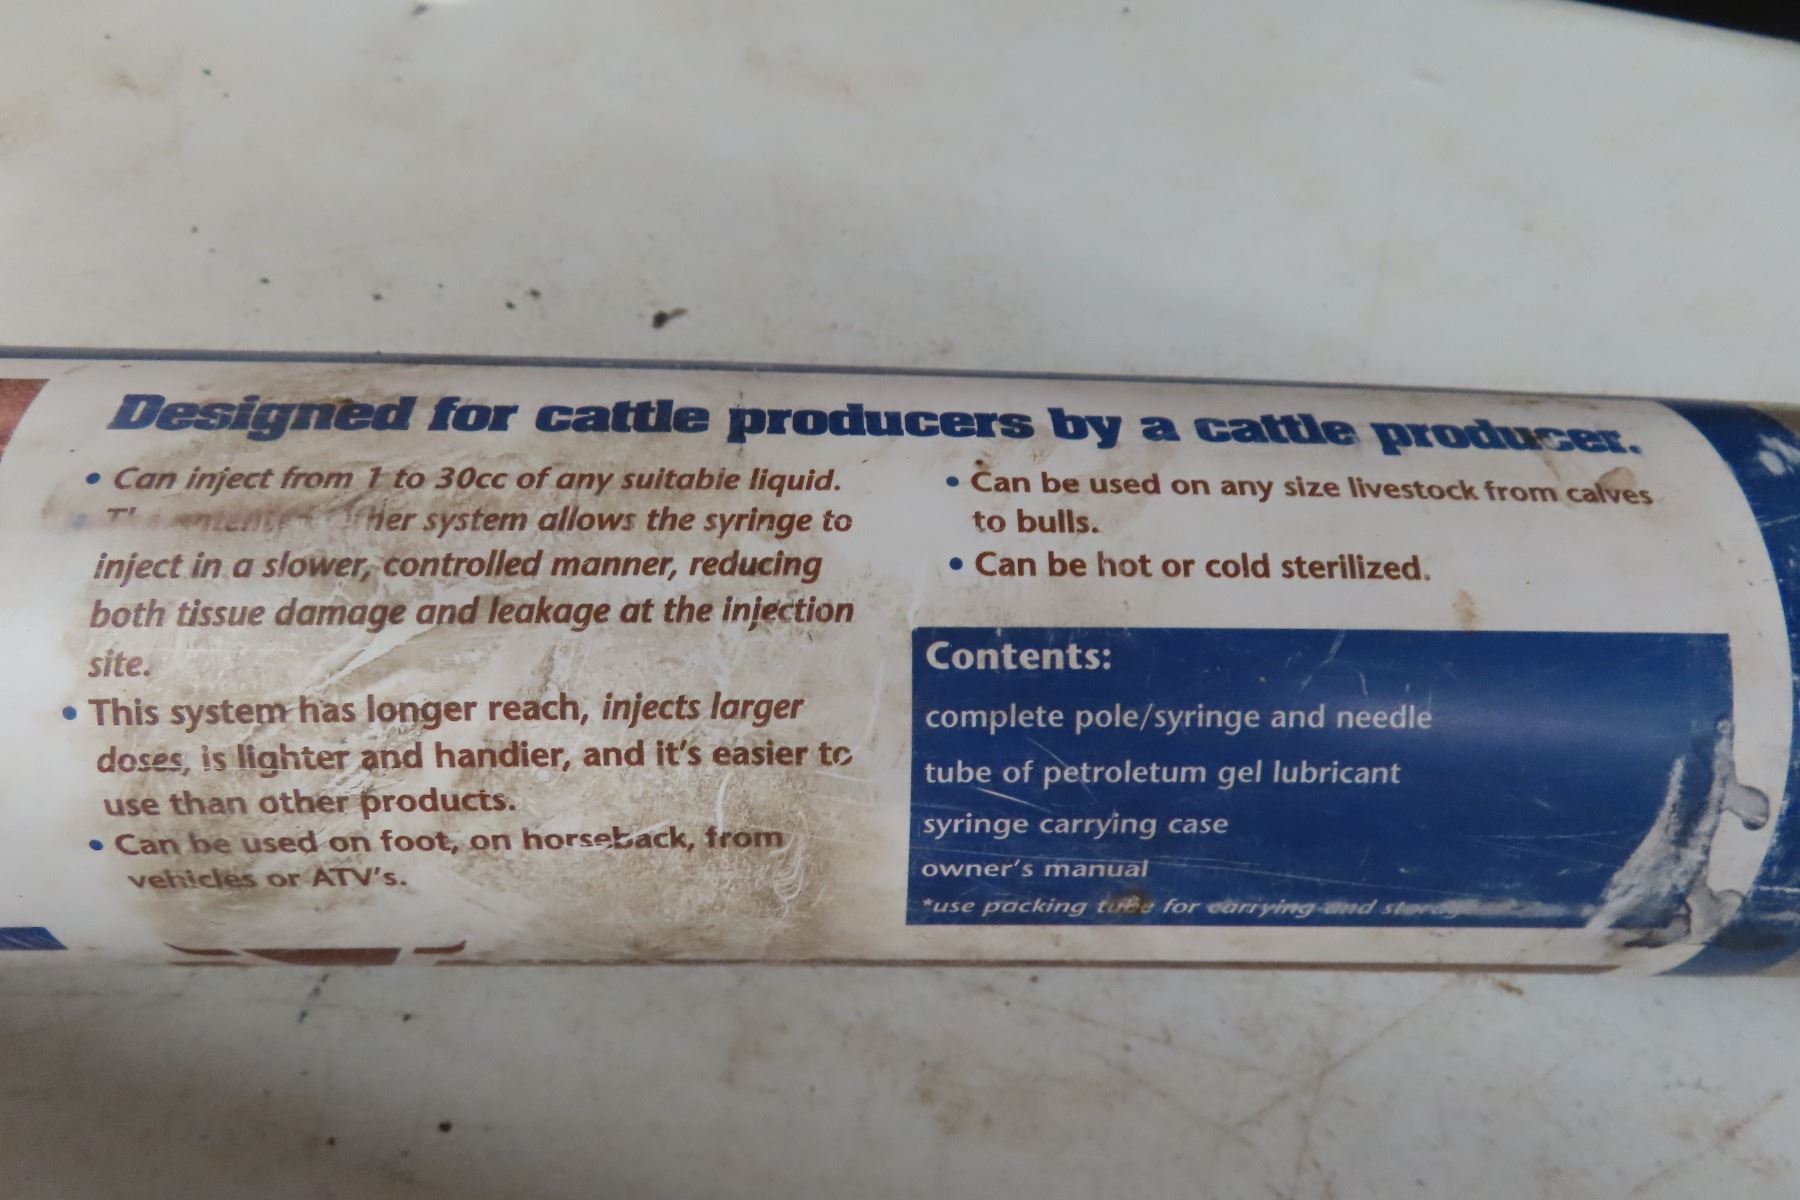 Designed for cattle producers by a cattle producer.
• Can inject from 1 to 30cc of any suitable liquid.
• system allows the syringe to
inject in a slower, controlled manner, reducing
both tissue damage and leakage at the injection
site.
• This system has longer reach, injects larger
doses, is lighter and handier, and it's easier to
use than other products.
• Can be used on foot, on horseback, from
vehicles or ATV's.
• Can be used on any size livestock from calves
to bulls.
• Can be hot or cold sterilized.
Contents:
complete pole/syringe and needle
tube of petroletum gel lubricant
syringe carrying case
owner's manual
*use packing tube for carrying and storage